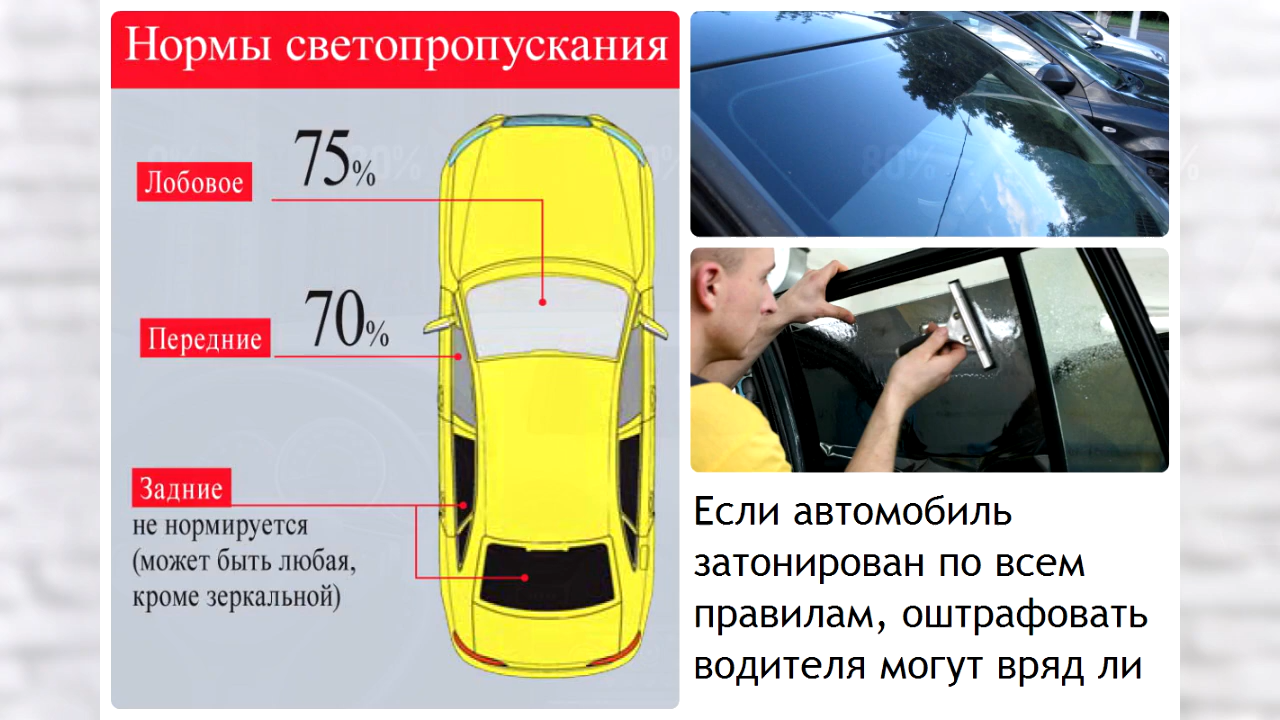 Нормы светопропускания
Лобовое
75%
Передние
70%
Задние
не нормируется
(может быть любая,
кроме зеркальной)
80%
Если автомобиль
затонирован по всем
правилам, оштрафовать
водителя могут вряд ли